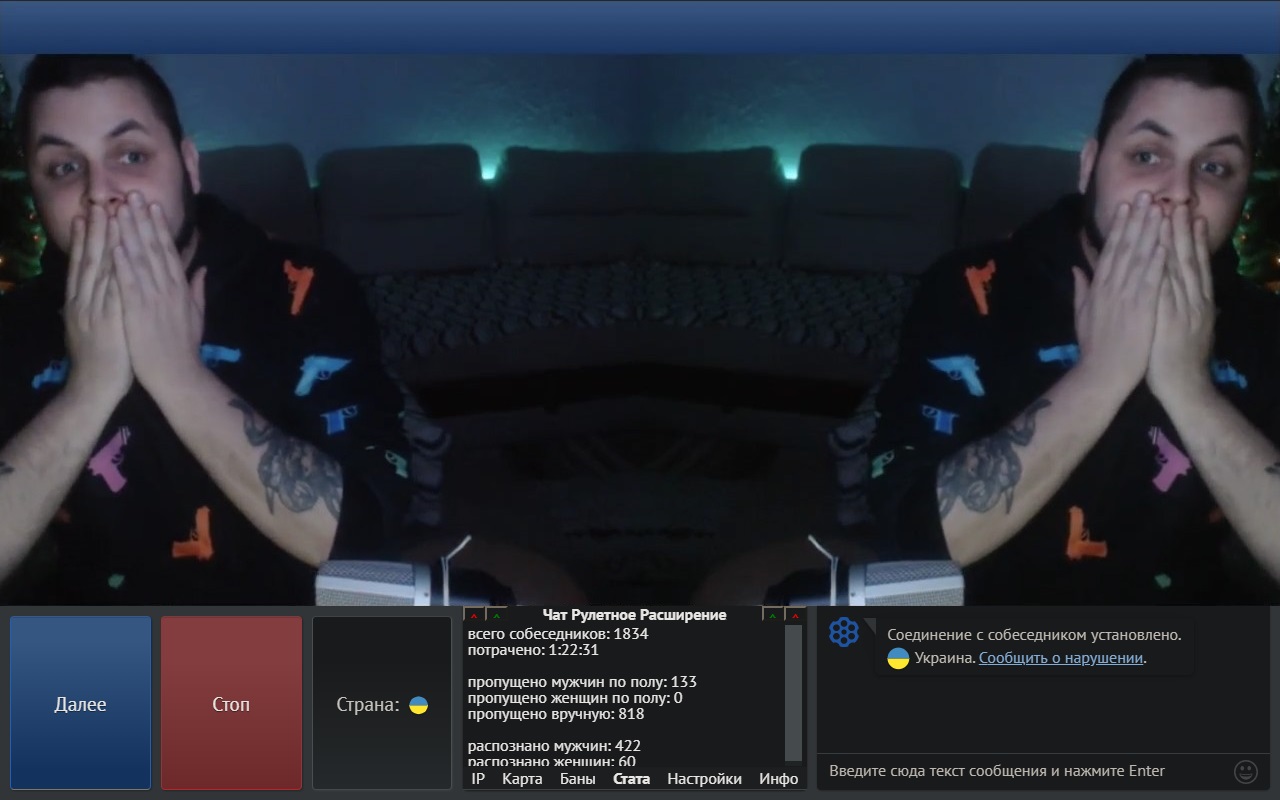 Далее
Стоп
Страна:
Чат Рулетное Расширение
всего собеседников: 1834
потрачено: 1:22:31
пропущено мужчин по полу: 133
пропущено женщин по полу: 0
пропущено вручную: 818
распознано мужчин: 422
распознано женщин: 60
IP Карта Баны Стата Настройки Инфо
Соединение с собеседником установлено.
Украина. Сообщить о нарушении.
Введите сюда текст сообщения и нажмите Enter